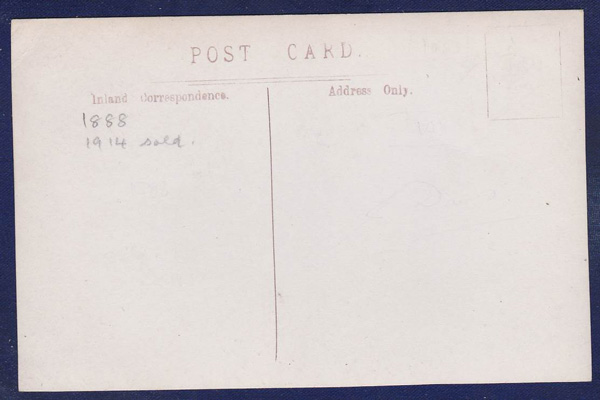 POST CARD.
Inland Correspondence.
Address Only.
1888
1914 sold.